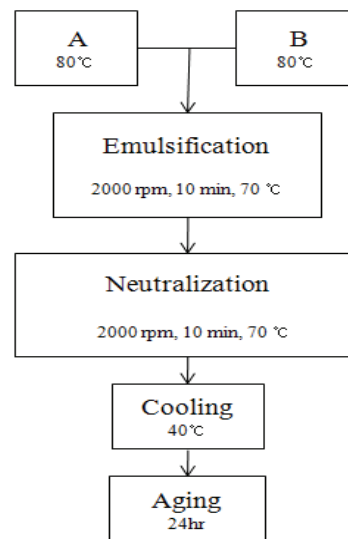 A
80℃
B
80℃
Emulsification
2000 rpm, 10 min, 70 ℃
Neutralization
2000 rpm, 10 min, 70 ℃
Cooling
40℃
Aging
24hr